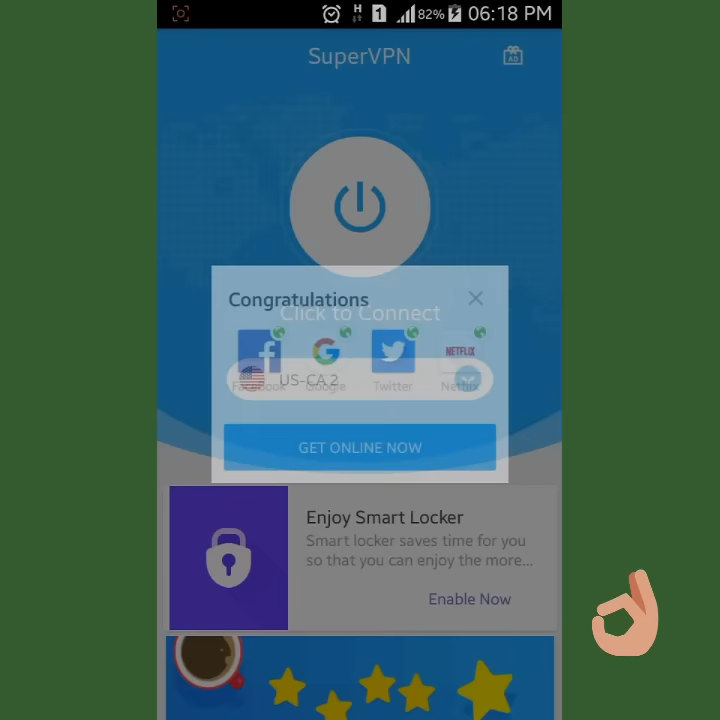 H 1 82% 06:18 PM
SuperVPN
AD
Congratulations
Click to Connect
Facebook Google Twitter Netflix
NETFLIX
US-CA 2
GET ONLINE NOW
Enjoy Smart Locker
Smart locker saves time for you
so that you can enjoy the more...
Enable Now